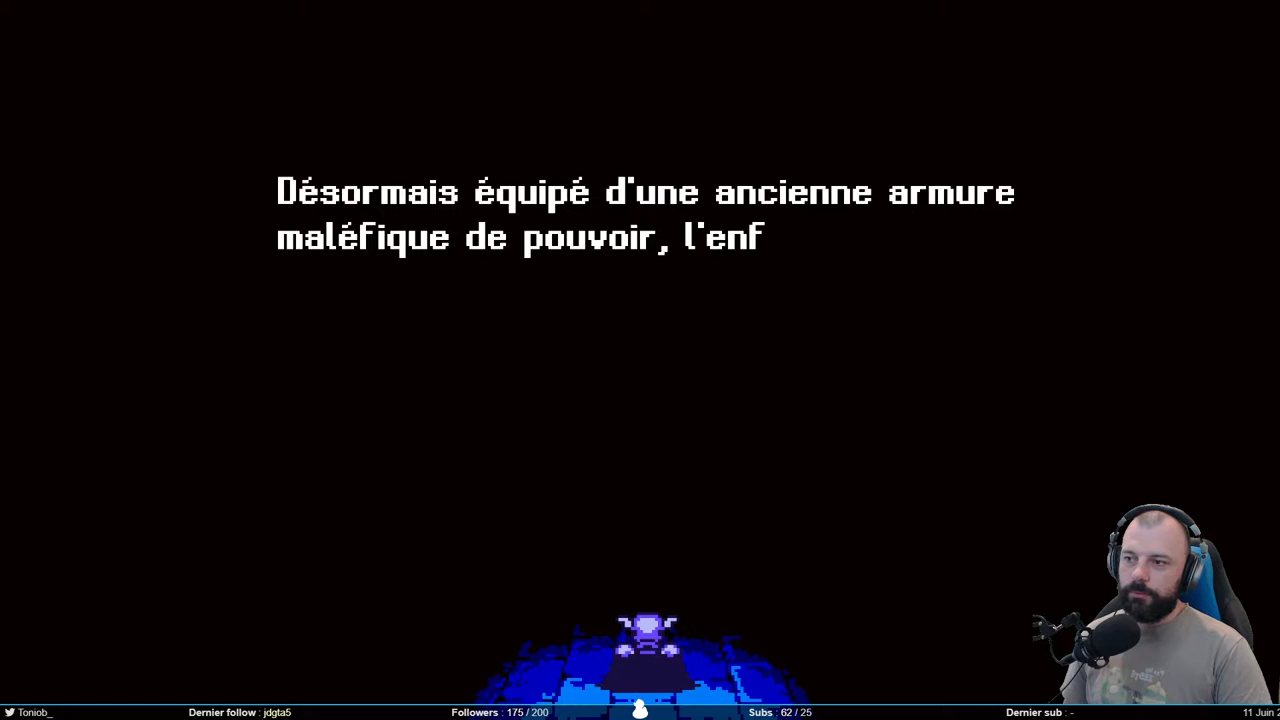 Désormais équipé d'une ancienne armure
maléfique de pouvoir, l'enf
Toniob_
Dernier follow : jdgta5
Followers : 175 / 200
Subs : 62 / 25
Dernier sub : -
11 Juin 2